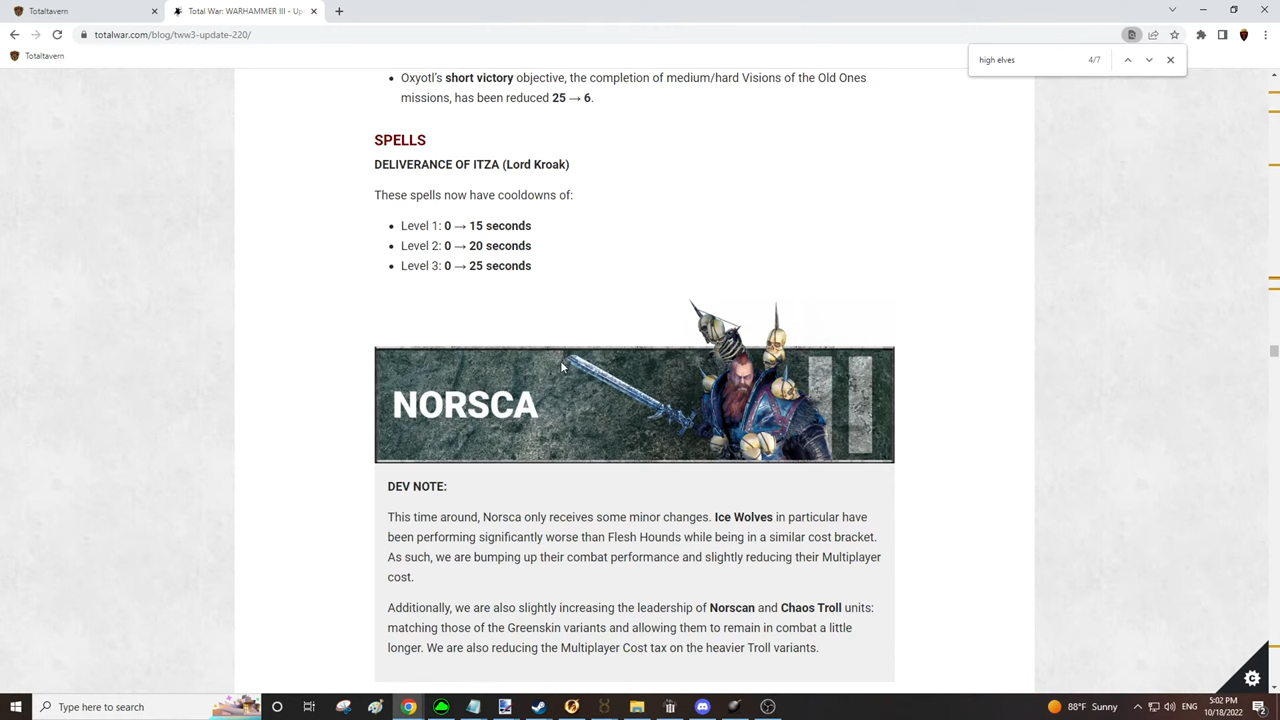 Totaltavern
Total War: WARHAMMER III - Up
totalwar.com/blog/tww3-update-220/
Totaltavern
high elves 4/7
• Oxyotl's short victory objective, the completion of medium/hard Visions of the Old Ones
missions, has been reduced 25 → 6.
SPELLS
DELIVERANCE OF ITZA (Lord Kroak)
These spells now have cooldowns of:
• Level 1: 0 → 15 seconds
• Level 2: 0 → 20 seconds
• Level 3: 0 → 25 seconds
NORSCA
II
DEV NOTE:
This time around, Norsca only receives some minor changes. Ice Wolves in particular have
been performing significantly worse than Flesh Hounds while being in a similar cost bracket.
As such, we are bumping up their combat performance and slightly reducing their Multiplayer
cost.
Additionally, we are also slightly increasing the leadership of Norscan and Chaos Troll units:
matching those of the Greenskin variants and allowing them to remain in combat a little
longer. We are also reducing the Multiplayer Cost tax on the heavier Troll variants.
Type here to search
88°F Sunny
ENG
5:02 PM
10/18/2022
2